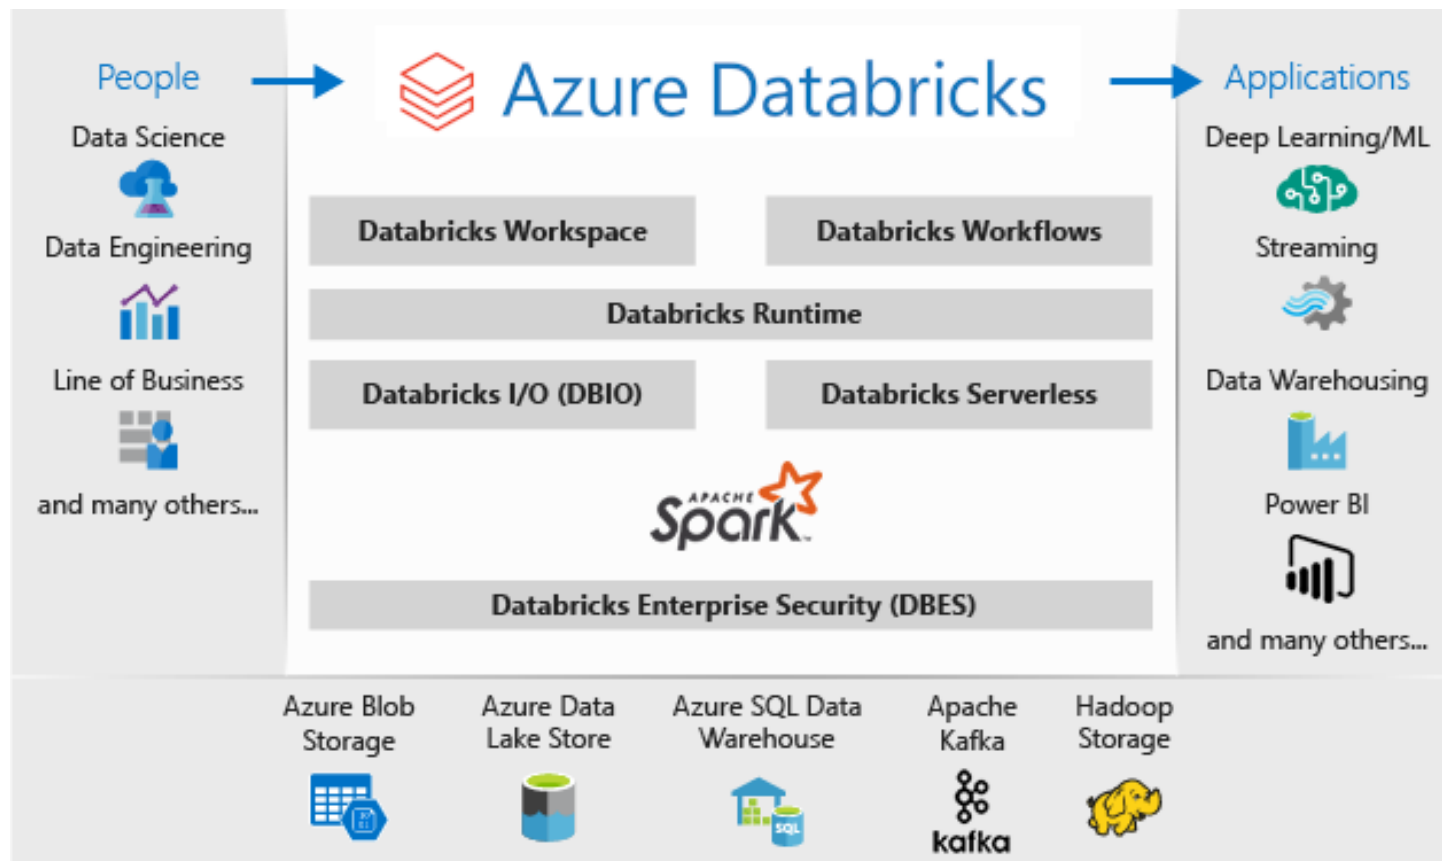 People
Azure Databricks
Applications
Data Science
Deep Learning/ML
Data Engineering
Streaming
Line of Business
Data Warehousing
and many others...
Power BI
and many others...
Databricks Workspace
Databricks Workflows
Databricks Runtime
Databricks I/O (DBIO)
Databricks Serverless
APACHE
Spark
Databricks Enterprise Security (DBES)
Azure Blob
Storage
Azure Data
Lake Store
Azure SQL Data
Warehouse
SQL
Apache
Kafka
kafka
Hadoop
Storage